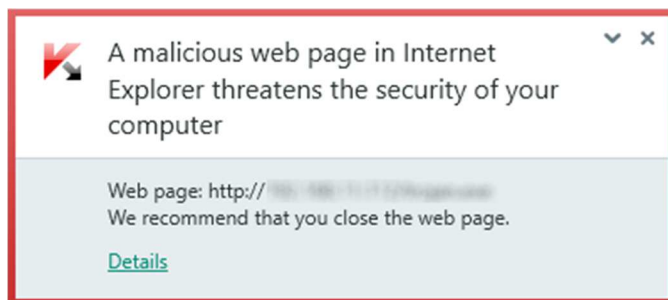 A malicious web page in Internet
Explorer threatens the security of your
computer
Web page: http://
We recommend that you close the web page.
Details